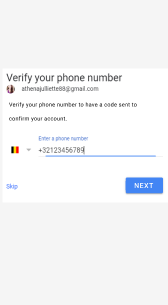 Verify your phone number
athenajulliette88@gmail.com
Verify your phone number to have a code sent to
confirm your account.
Enter a phone number
+32123456789
Skip
NEXT